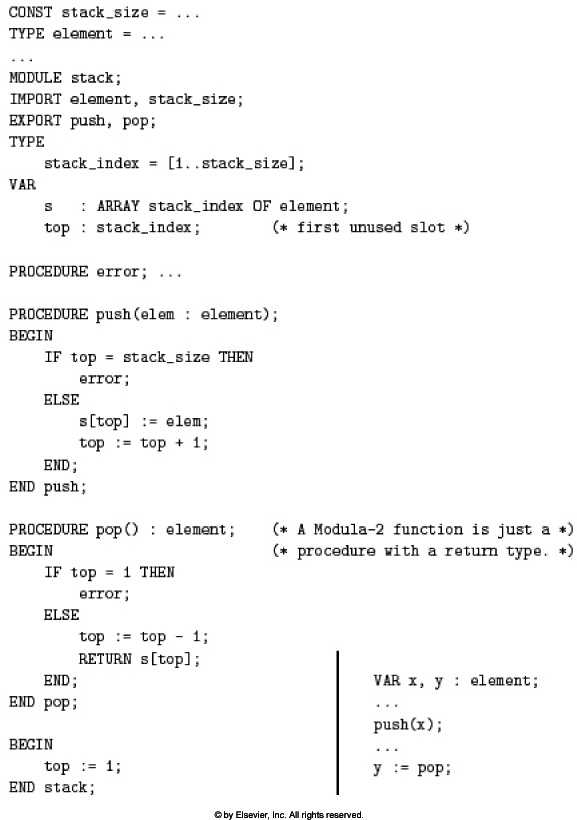 CONST stack_size = ...
TYPE element = ...
...
MODULE stack;
IMPORT element, stack_size;
EXPORT push, pop;
TYPE
    stack_index = [1..stack_size];
VAR
    s   : ARRAY stack_index OF element;
    top : stack_index;        (* first unused slot *)

PROCEDURE error; ...

PROCEDURE push(elem : element);
BEGIN
    IF top = stack_size THEN
        error;
    ELSE
        s[top] := elem;
        top := top + 1;
    END;
END push;

PROCEDURE pop() : element;    (* A Modula-2 function is just a *)
BEGIN                         (* procedure with a return type. *)
    IF top = 1 THEN
        error;
    ELSE
        top := top - 1;
        RETURN s[top];
    END;
END pop;

BEGIN
    top := 1;
END stack;

VAR x, y : element;
...
push(x);
...
y := pop;

© by Elsevier, Inc. All rights reserved.